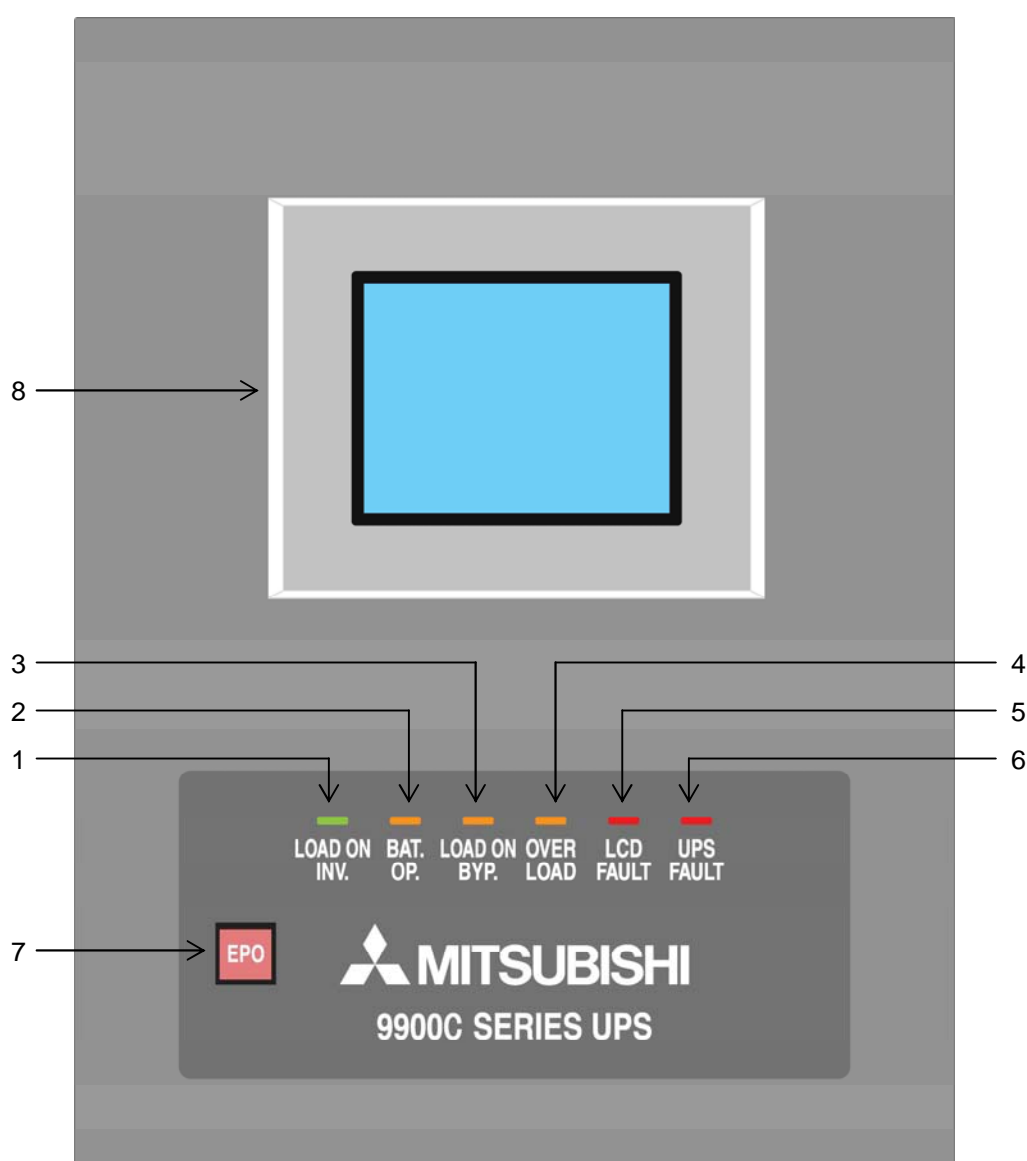 8
3
4
2
5
1
6
LOAD ON INV.
BAT. OP.
LOAD ON BYP.
OVER LOAD
LCD FAULT
UPS FAULT
7
EPO
MITSUBISHI
9900C SERIES UPS